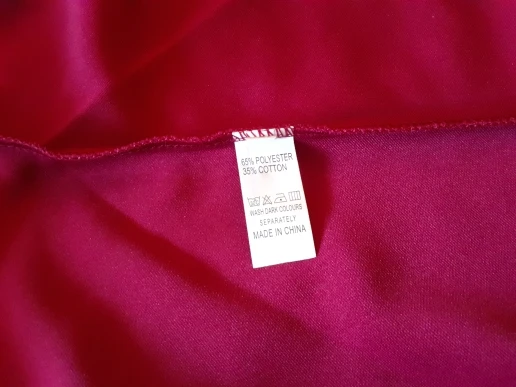 65% POLYESTER
35% COTTON
WASH DARK COLOURS
SEPARATELY
MADE IN CHINA